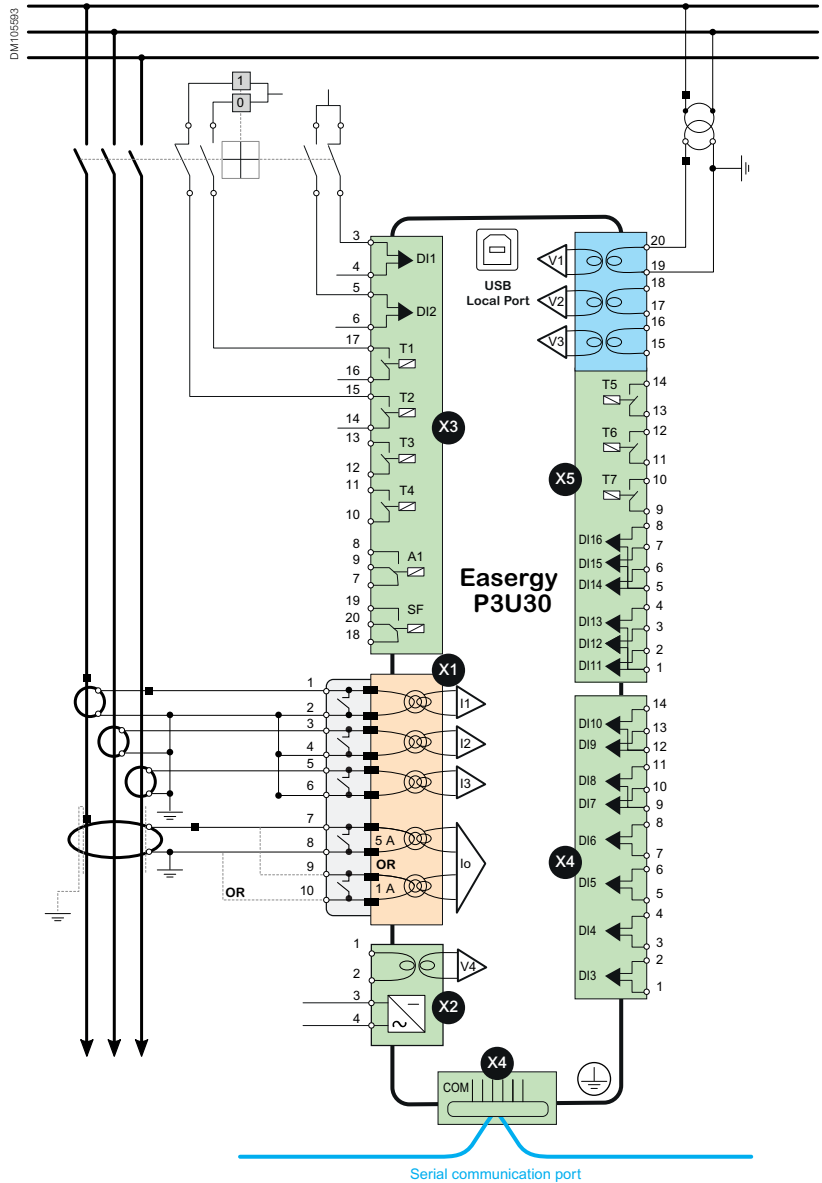 DM105593
1
0
3
4
DI1
5
6
DI2
17
16
T1
15
14
T2
13
12
T3
11
10
T4
8
9
7
A1
19
20
18
SF
X3
USB
Local Port
V1
V2
V3
20
19
18
17
16
15
T5
14
13
T6
12
11
T7
10
9
X5
8
DI16
7
DI15
6
DI14
5
4
DI13
3
DI12
2
DI11
1
Easergy
P3U30
X1
1
2
I1
3
4
I2
5
6
I3
7
8
5 A
OR
9
10
1 A
Io
OR
14
DI10
13
DI9
12
11
DI8
10
DI7
9
8
DI6
7
X4
6
DI5
5
4
DI4
3
2
DI3
1
1
2
V4
3
4
X2
X4
COM
Serial communication port